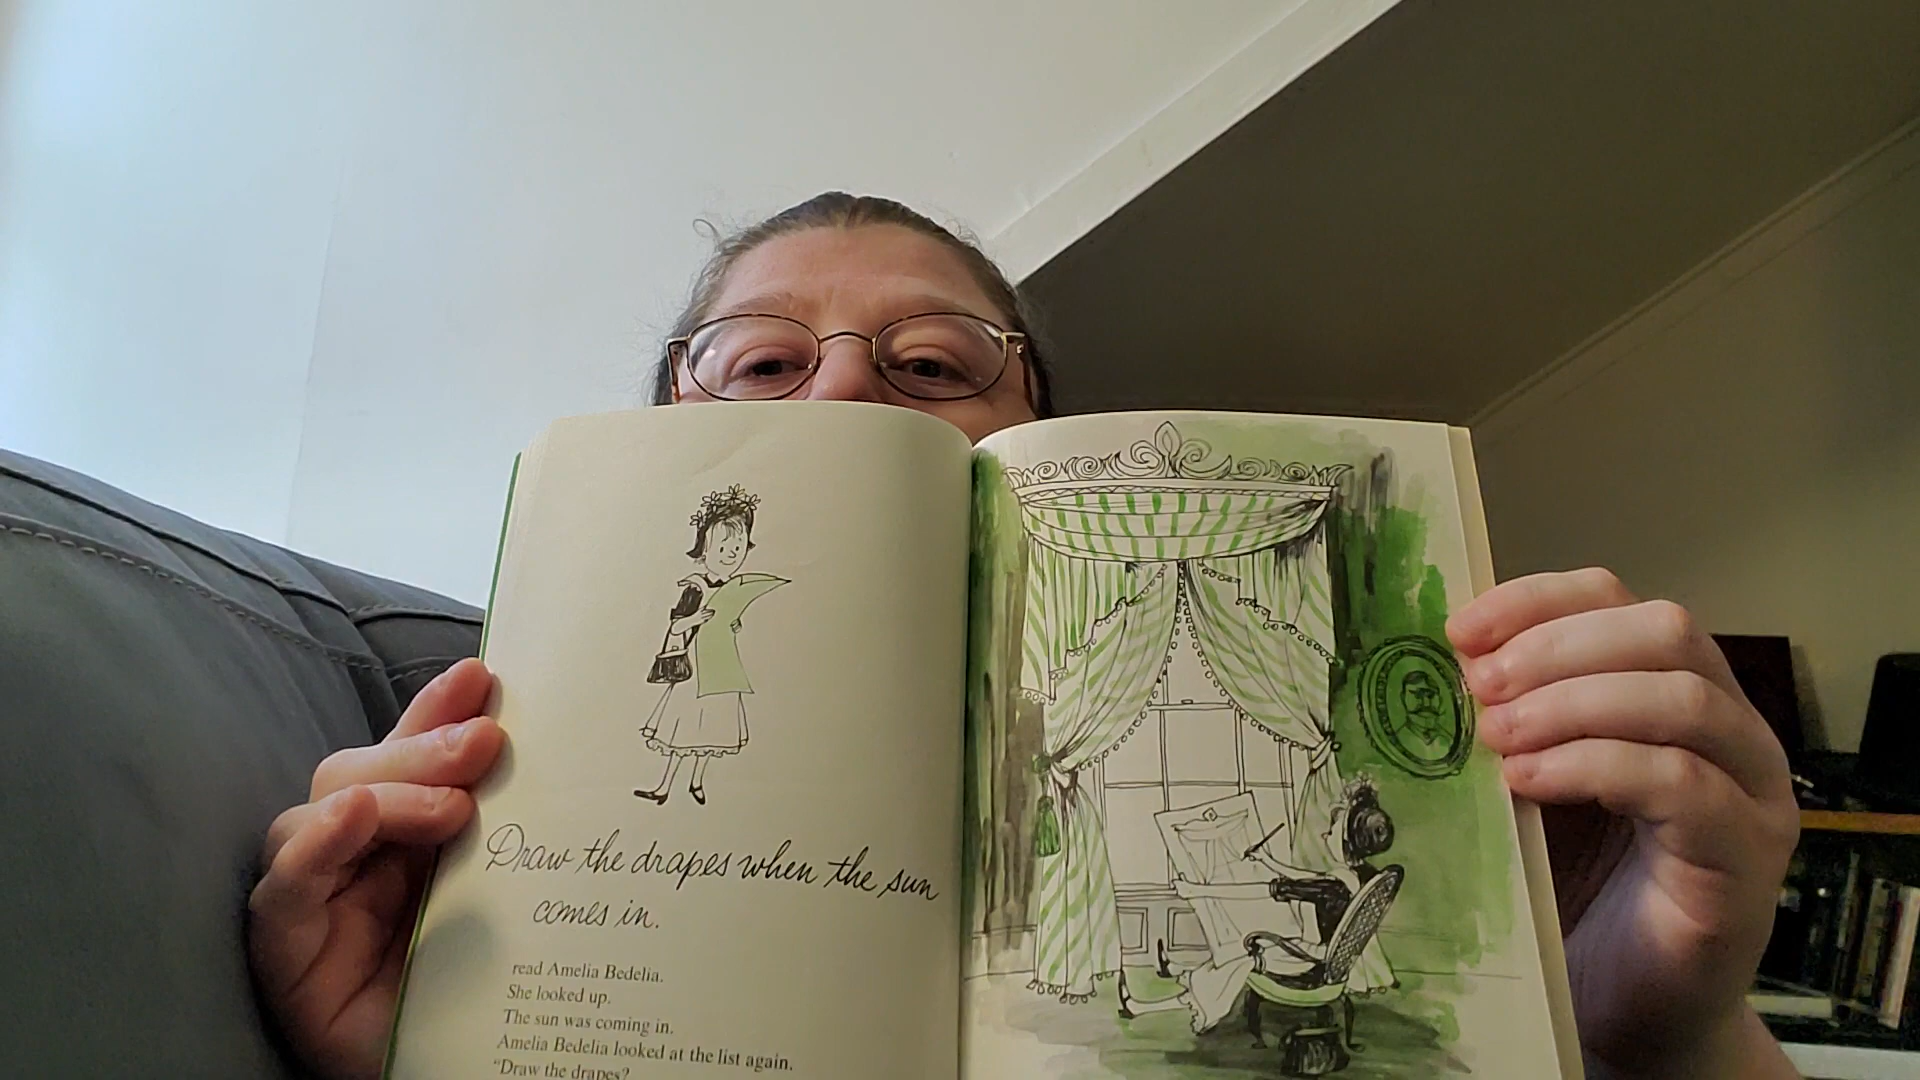 Draw the drapes when the sun
comes in.
read Amelia Bedelia.
She looked up.
The sun was coming in.
Amelia Bedelia looked at the list again.
"Draw the drapes?